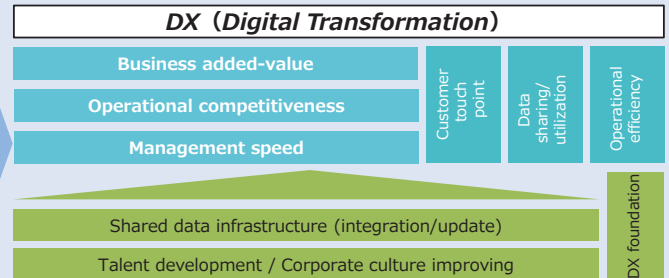 DX（Digital Transformation）
Business added-value
Operational competitiveness
Management speed
Customer
touch
point
Data
sharing/
utilization
Operational
efficiency
Shared data infrastructure (integration/update)
Talent development / Corporate culture improving
DX foundation